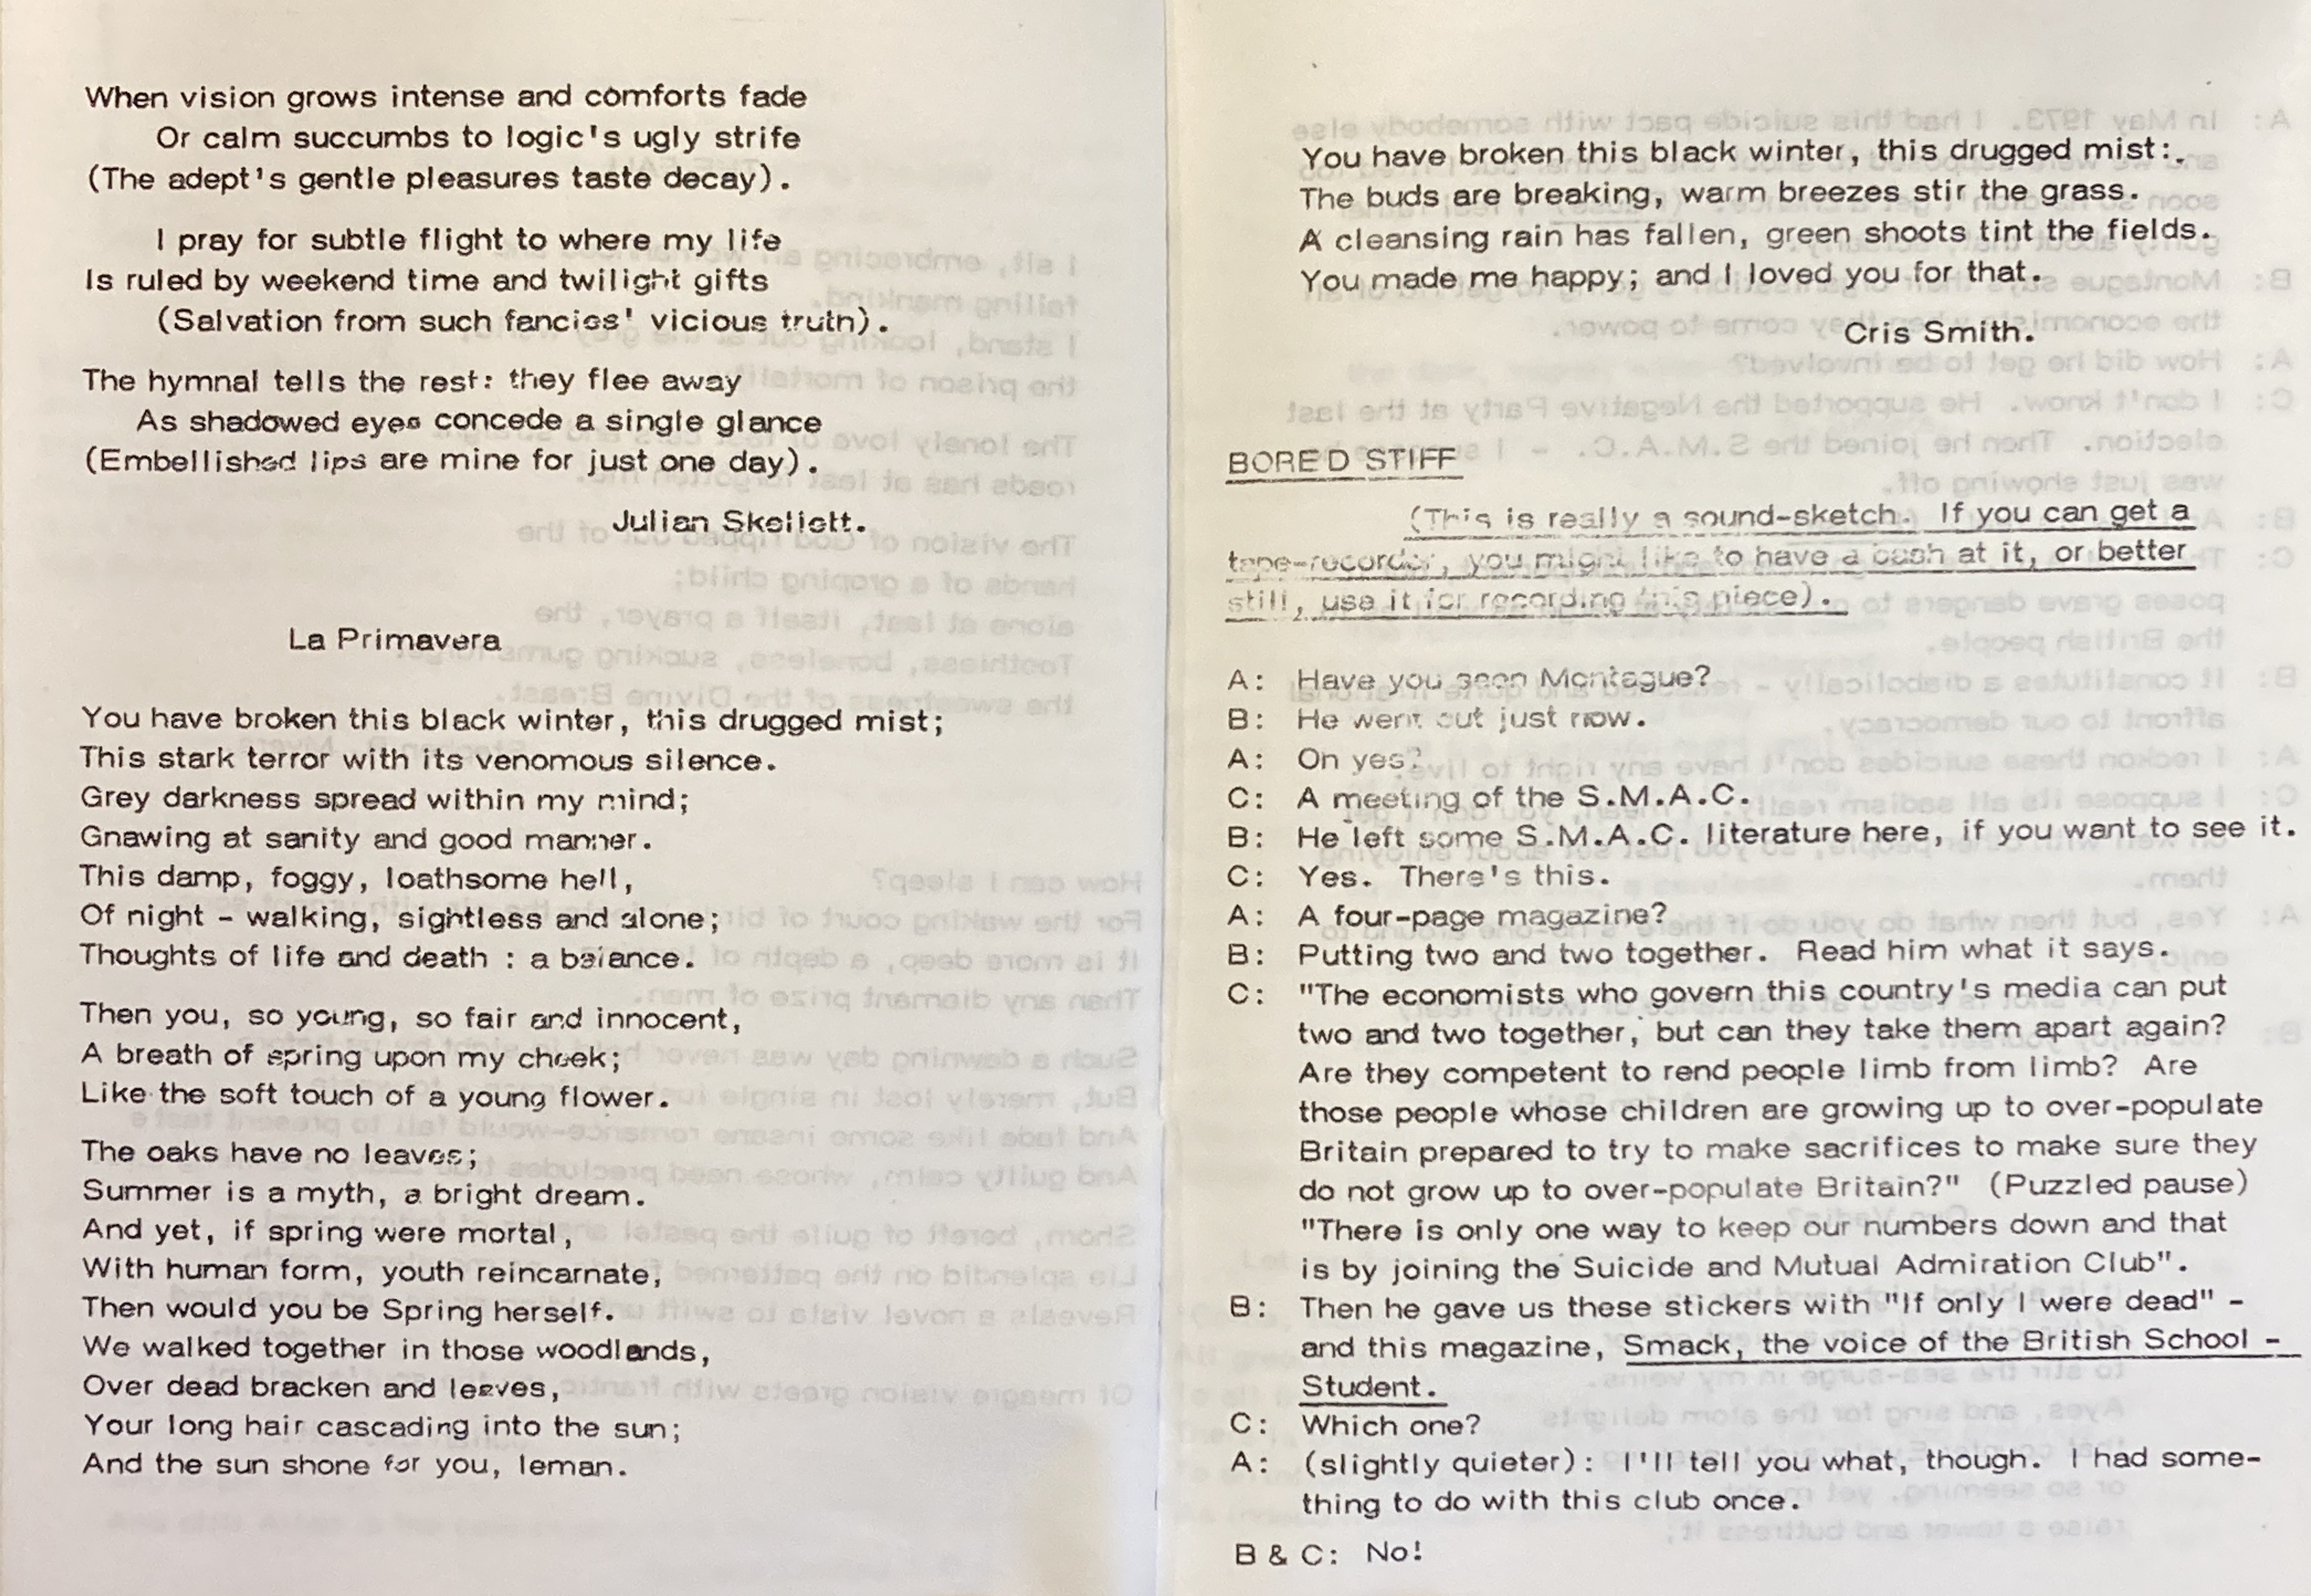 When vision grows intense and comforts fade
Or calm succumbs to logic's ugly strife
(The adept's gentle pleasures taste decay).
I pray for subtle flight to where my life
Is ruled by weekend time and twilight gifts
(Salvation from such fancies' vicious truth).
The hymnal tells the rest: they flee away
As shadowed eyes concede a single glance
(Embellished lips are mine for just one day).
Julian Skellett.
La Primavera
You have broken this black winter, this drugged mist;
This stark terror with its venomous silence.
Grey darkness spread within my mind;
Gnawing at sanity and good manner.
This damp, foggy, loathsome hell,
Of night - walking, sightless and alone;
Thoughts of life and death : a balance.
Then you, so young, so fair and innocent,
A breath of spring upon my cheek;
Like the soft touch of a young flower.
The oaks have no leaves;
Summer is a myth, a bright dream.
And yet, if spring were mortal,
With human form, youth reincarnate,
Then would you be Spring herself.
We walked together in those woodlands,
Over dead bracken and leaves,
Your long hair cascading into the sun;
And the sun shone for you, leman.
You have broken this black winter, this drugged mist:.
The buds are breaking, warm breezes stir the grass.
A cleansing rain has fallen, green shoots tint the fields.
You made me happy; and I loved you for that.
Cris Smith.
BORED STIFF
(This is really a sound-sketch. If you can get a
tape-recorder, you might like to have a bash at it, or better
still, use it for recording this piece).
A: Have you seen Montague?
B: He went out just now.
A: On yes?
C: A meeting of the S.M.A.C.
B: He left some S.M.A.C. literature here, if you want to see it.
C: Yes. There's this.
A: A four-page magazine?
B: Putting two and two together. Read him what it says.
C: "The economists who govern this country's media can put
two and two together, but can they take them apart again?
Are they competent to rend people limb from limb? Are
those people whose children are growing up to over-populate
Britain prepared to try to make sacrifices to make sure they
do not grow up to over-populate Britain?" (Puzzled pause)
"There is only one way to keep our numbers down and that
is by joining the Suicide and Mutual Admiration Club".
B: Then he gave us these stickers with "If only I were dead" -
and this magazine, Smack, the voice of the British School -
Student.
C: Which one?
A: (slightly quieter): I'll tell you what, though. I had some-
thing to do with this club once.
B & C: No!